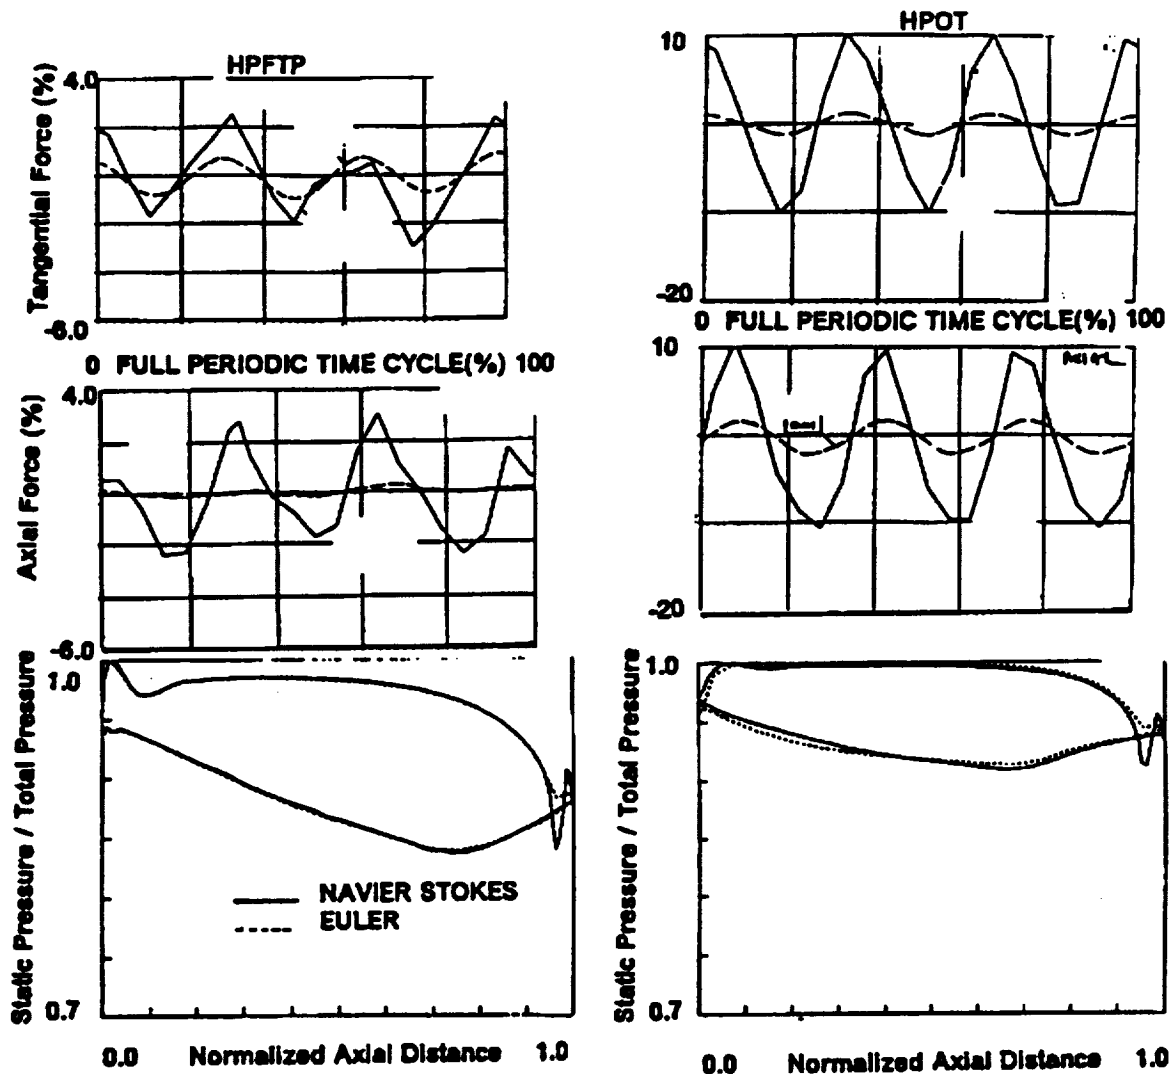 HPFTP
4.0
Tangential Force (%)
-6.0
0 FULL PERIODIC TIME CYCLE(%) 100
4.0
Axial Force (%)
-6.0
1.0
Static Pressure / Total Pressure
NAVIER STOKES
EULER
0.7
0.0 Normalized Axial Distance 1.0
HPOT
10
-20
0 FULL PERIODIC TIME CYCLE(%) 100
10
-20
1.0
Static Pressure / Total Pressure
0.7
0.0 Normalized Axial Distance 1.0